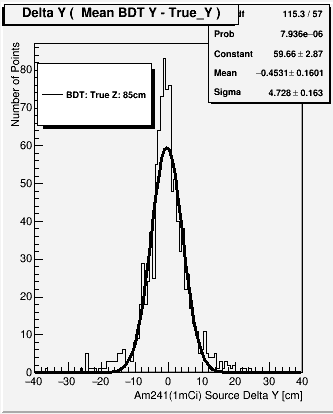 Delta Y ( Mean BDT Y - True_Y )
115.3 / 57
Prob 7.936e-06
Constant 59.66 ± 2.87
Mean −0.4531 ± 0.1601
Sigma 4.728 ± 0.163
Number of Points
BDT: True Z: 85cm
80
70
60
50
40
30
20
10
0
−40 −30 −20 −10 0 10 20 30 40
Am241(1mCi) Source Delta Y [cm]